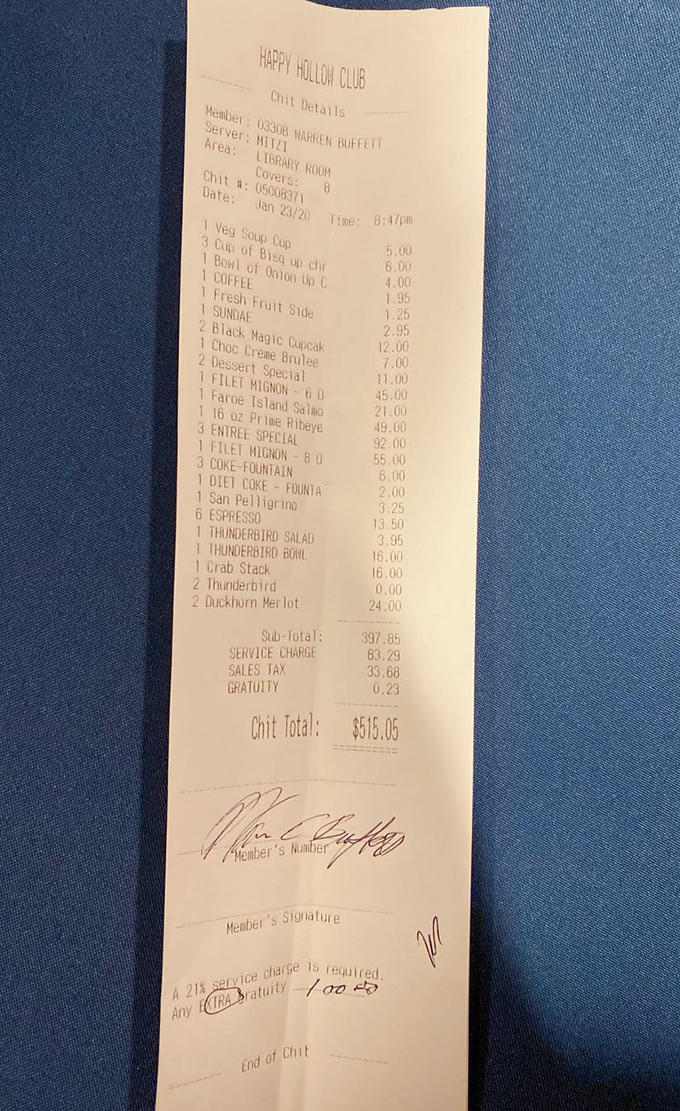 HAPPY HOLLOW CLUB
Chit Details
Member: 0330B WARREN BUFFETT
Server: MITZI
Area: LIBRARY ROOM
Covers: 8
Chit #: 05008371
Date: Jan 23/20 Time: 8:47pm
1 Veg Soup Cup 5.00
3 Cup of Bisq up chr 6.00
1 Bowl of Onion Up C 4.00
1 COFFEE 1.95
1 Fresh Fruit Side 1.25
1 SUNDAE 2.95
2 Black Magic Cupcak 12.00
1 Choc Creme Brulee 7.00
2 Dessert Special 11.00
1 FILET MIGNON - 6 O 45.00
1 Faroe Island Salmo 21.00
1 16 oz Prime Ribeye 49.00
3 ENTREE SPECIAL 92.00
1 FILET MIGNON - 8 O 55.00
3 COKE-FOUNTAIN 6.00
1 DIET COKE - FOUNTA 2.00
1 San Pelligrino 3.25
6 ESPRESSO 13.50
1 THUNDERBIRD SALAD 3.95
1 THUNDERBIRD BOWL 16.00
1 Crab Stack 16.00
2 Thunderbird 0.00
2 Duckhorn Merlot 24.00
Sub-Total: 397.85
SERVICE CHARGE 83.29
SALES TAX 33.68
GRATUITY 0.23
Chit Total: $515.05
Member's Number
Member's Signature
A 21% service charge is required.
Any EXTRA gratuity 100
End of Chit